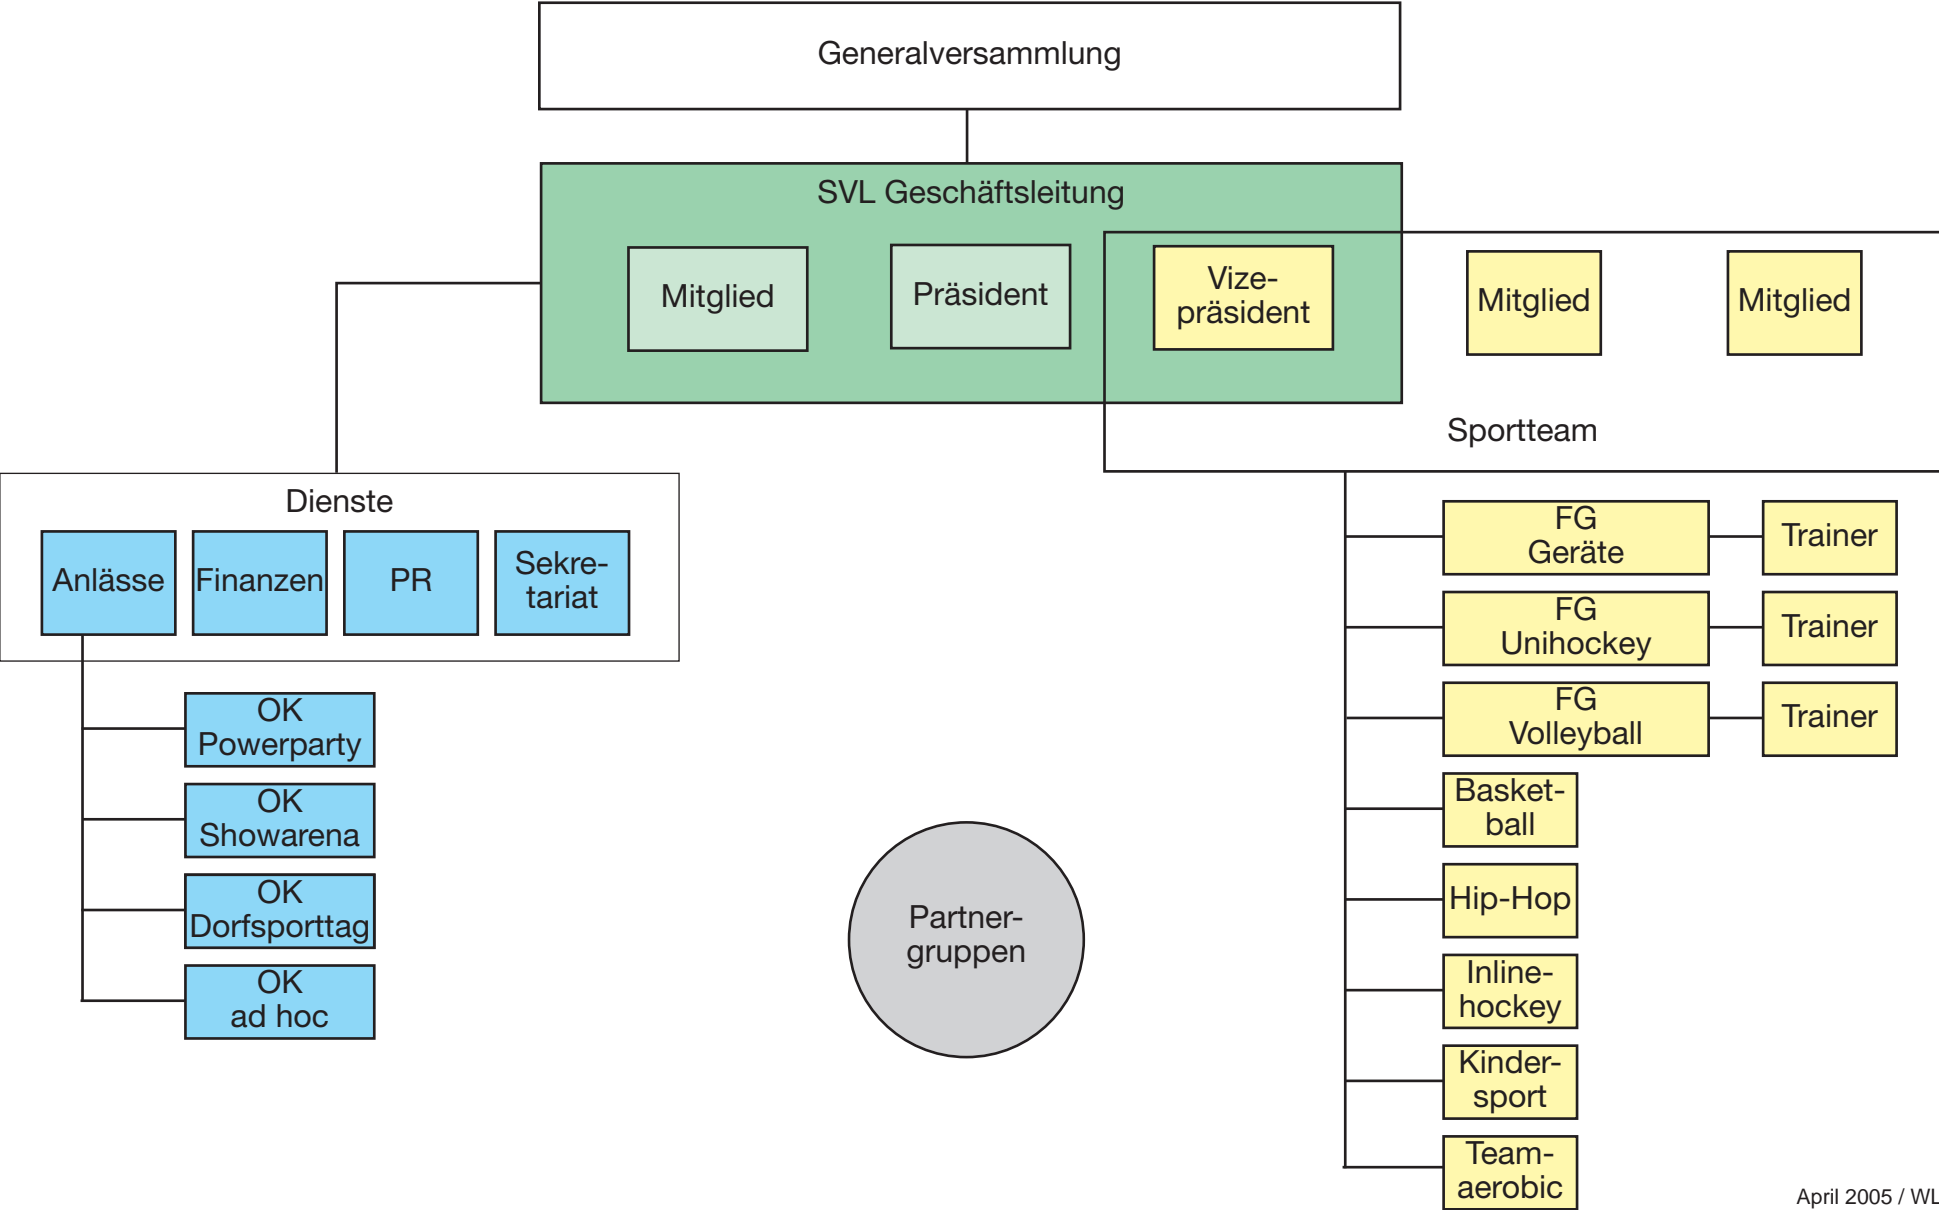 Generalversammlung
SVL Geschäftsleitung
Mitglied
Präsident
Vize-
präsident
Mitglied
Mitglied
Sportteam
Dienste
Anlässe
Finanzen
PR
Sekre-
tariat
OK
Powerparty
OK
Showarena
OK
Dorfsporttag
OK
ad hoc
Partner-
gruppen
FG
Geräte
Trainer
FG
Unihockey
Trainer
FG
Volleyball
Trainer
Basket-
ball
Hip-Hop
Inline-
hockey
Kinder-
sport
Team-
aerobic
April 2005 / WL